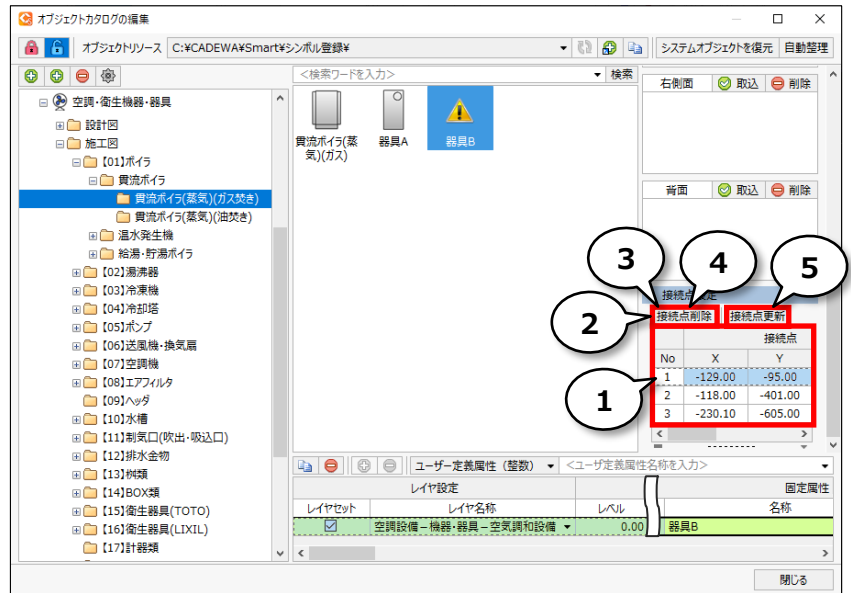 オブジェクトカタログの編集
オブジェクトリソース C:¥CADEWA¥Smart¥シンボル登録¥ システムオブジェクトを復元 自動整理
<検索ワードを入力> 検索
空調・衛生機器・器具
設計図
施工図
【01】ボイラ
貫流ボイラ
貫流ボイラ(蒸気)(ガス焚き)
貫流ボイラ(蒸気)(油焚き)
温水発生機
給湯・貯湯ボイラ
【02】湯沸器
【03】冷凍機
【04】冷却塔
【05】ポンプ
【06】送風機・換気扇
【07】空調機
【08】エアフィルタ
【09】ヘッダ
【10】水槽
【11】制気口(吹出・吸込口)
【12】排水金物
【13】桝類
【14】BOX類
【15】衛生器具(TOTO)
【16】衛生器具(LIXIL)
【17】計器類
貫流ボイラ(蒸
気)(ガス)
器具A
器具B
右側面 取込 削除
背面 取込 削除
3 4 5
2
1
接続点削除 接続点更新
接続点
No X Y
1 -129.00 -95.00
2 -118.00 -401.00
3 -230.10 -605.00
ユーザー定義属性（整数） <ユーザ定義属性名称を入力>
レイヤ設定 固定属性
レイヤセット レイヤ名称 レベル 名称
空調設備－機器・器具－空気調和設備 0.00 器具B
閉じる